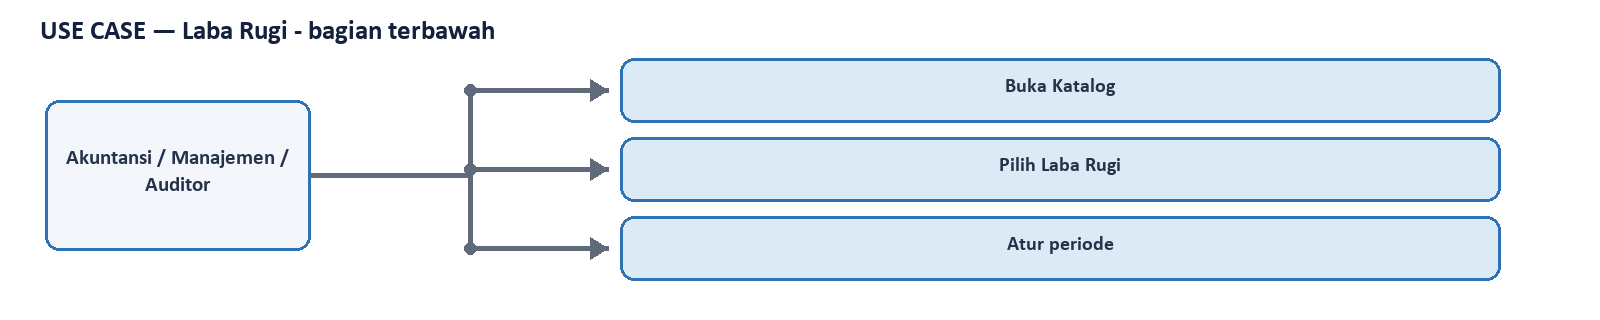 USE CASE — Laba Rugi - bagian terbawah
Akuntansi / Manajemen /
Auditor
Buka Katalog
Pilih Laba Rugi
Atur periode